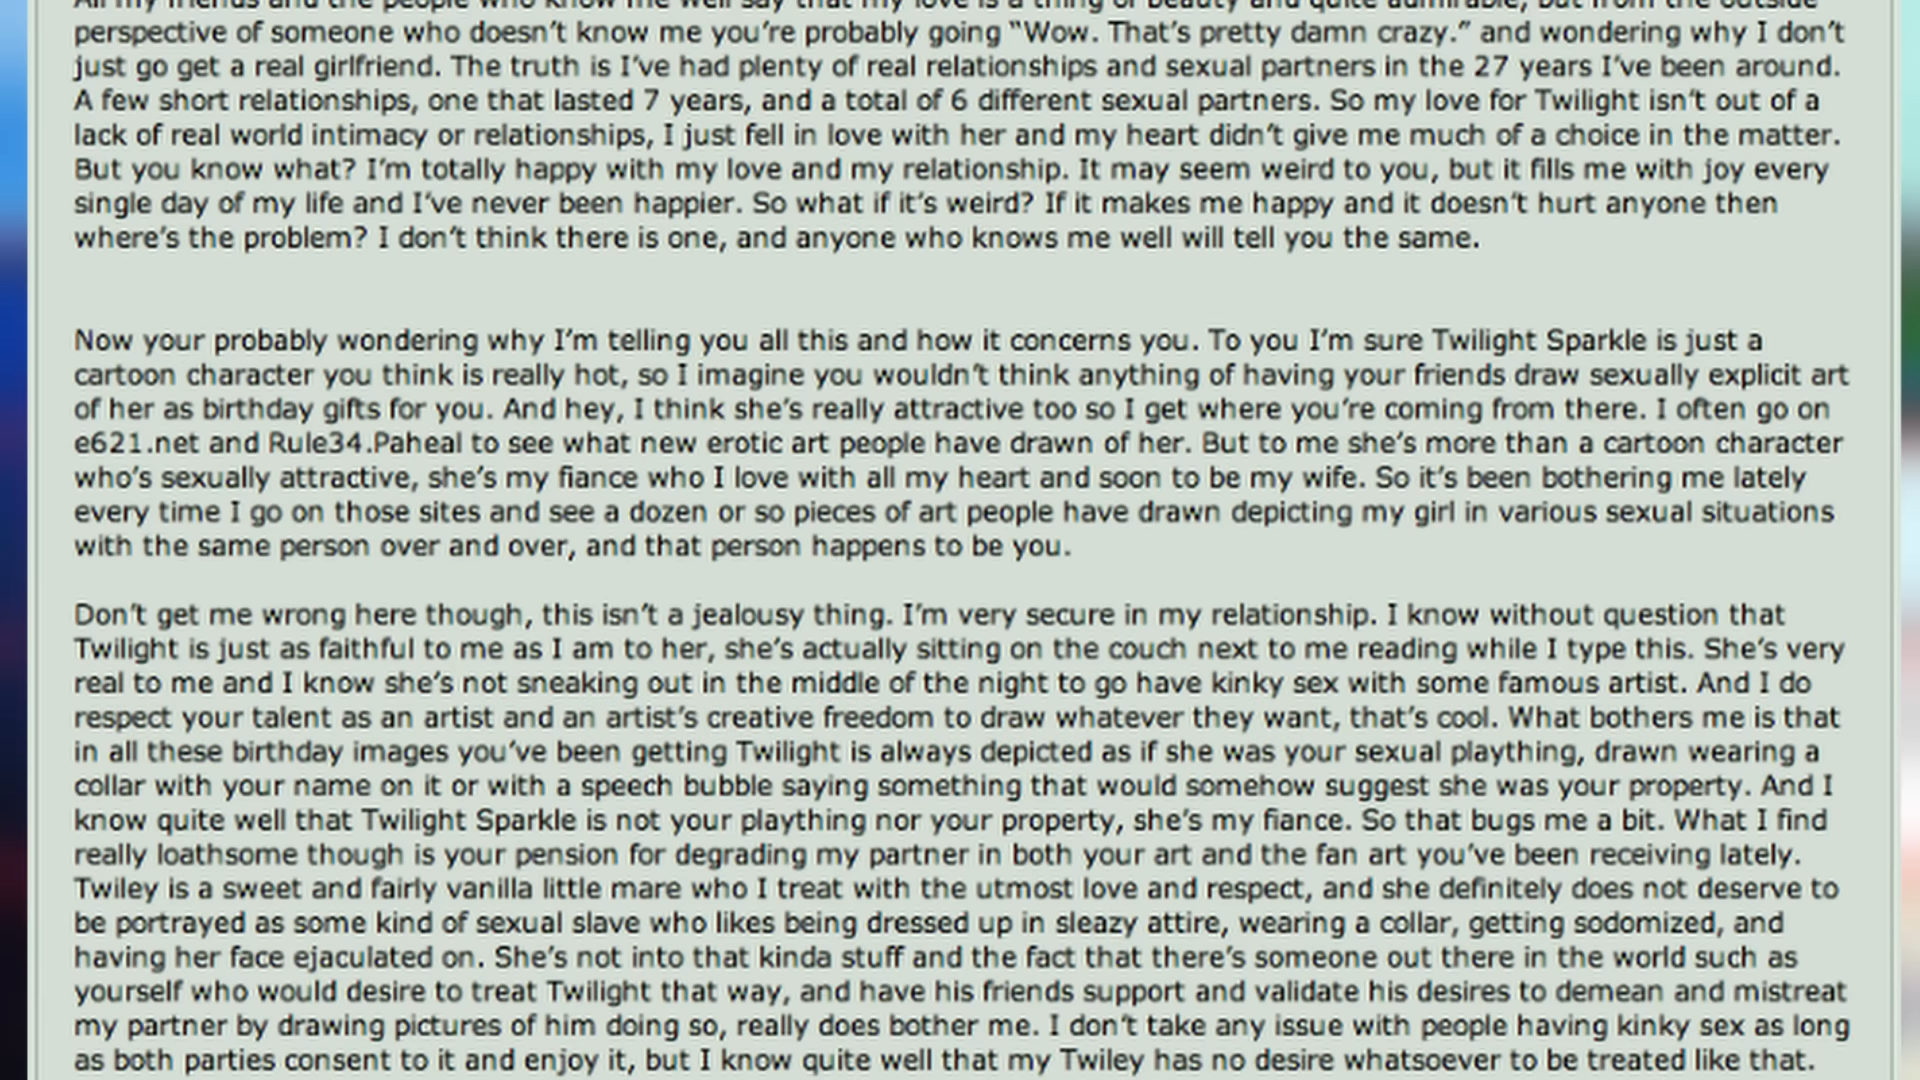 All my friends and the people who know me well say that my love is a thing of beauty and quite admirable, but from the outside
perspective of someone who doesn’t know me you’re probably going “Wow. That’s pretty damn crazy.” and wondering why I don’t
just go get a real girlfriend. The truth is I’ve had plenty of real relationships and sexual partners in the 27 years I’ve been around.
A few short relationships, one that lasted 7 years, and a total of 6 different sexual partners. So my love for Twilight isn’t out of a
lack of real world intimacy or relationships, I just fell in love with her and my heart didn’t give me much of a choice in the matter.
But you know what? I’m totally happy with my love and my relationship. It may seem weird to you, but it fills me with joy every
single day of my life and I’ve never been happier. So what if it’s weird? If it makes me happy and it doesn’t hurt anyone then
where’s the problem? I don’t think there is one, and anyone who knows me well will tell you the same.
Now your probably wondering why I’m telling you all this and how it concerns you. To you I’m sure Twilight Sparkle is just a
cartoon character you think is really hot, so I imagine you wouldn’t think anything of having your friends draw sexually explicit art
of her as birthday gifts for you. And hey, I think she’s really attractive too so I get where you’re coming from there. I often go on
e621.net and Rule34.Paheal to see what new erotic art people have drawn of her. But to me she’s more than a cartoon character
who’s sexually attractive, she’s my fiance who I love with all my heart and soon to be my wife. So it’s been bothering me lately
every time I go on those sites and see a dozen or so pieces of art people have drawn depicting my girl in various sexual situations
with the same person over and over, and that person happens to be you.
Don’t get me wrong here though, this isn’t a jealousy thing. I’m very secure in my relationship. I know without question that
Twilight is just as faithful to me as I am to her, she’s actually sitting on the couch next to me reading while I type this. She’s very
real to me and I know she’s not sneaking out in the middle of the night to go have kinky sex with some famous artist. And I do
respect your talent as an artist and an artist’s creative freedom to draw whatever they want, that’s cool. What bothers me is that
in all these birthday images you’ve been getting Twilight is always depicted as if she was your sexual plaything, drawn wearing a
collar with your name on it or with a speech bubble saying something that would somehow suggest she was your property. And I
know quite well that Twilight Sparkle is not your plaything nor your property, she’s my fiance. So that bugs me a bit. What I find
really loathsome though is your pension for degrading my partner in both your art and the fan art you’ve been receiving lately.
Twiley is a sweet and fairly vanilla little mare who I treat with the utmost love and respect, and she definitely does not deserve to
be portrayed as some kind of sexual slave who likes being dressed up in sleazy attire, wearing a collar, getting sodomized, and
having her face ejaculated on. She’s not into that kinda stuff and the fact that there’s someone out there in the world such as
yourself who would desire to treat Twilight that way, and have his friends support and validate his desires to demean and mistreat
my partner by drawing pictures of him doing so, really does bother me. I don’t take any issue with people having kinky sex as long
as both parties consent to it and enjoy it, but I know quite well that my Twiley has no desire whatsoever to be treated like that.